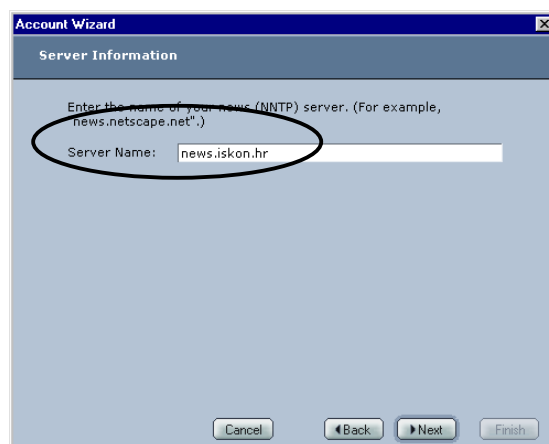 Account Wizard
Server Information
Enter the name of your news (NNTP) server. (For example,
"news.netscape.net".)
Server Name: news.iskon.hr
Cancel Back Next Finish